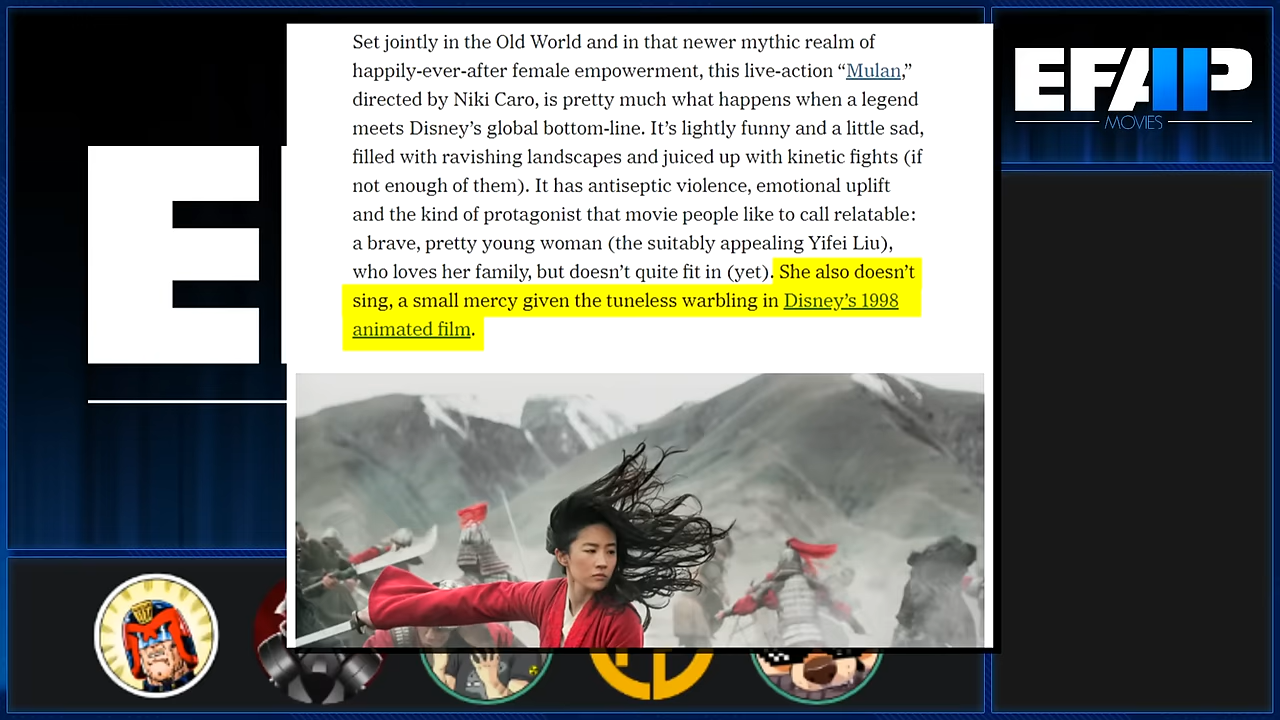 Set jointly in the Old World and in that newer mythic realm of
happily-ever-after female empowerment, this live-action “Mulan,”
directed by Niki Caro, is pretty much what happens when a legend
meets Disney’s global bottom-line. It’s lightly funny and a little sad,
filled with ravishing landscapes and juiced up with kinetic fights (if
not enough of them). It has antiseptic violence, emotional uplift
and the kind of protagonist that movie people like to call relatable:
a brave, pretty young woman (the suitably appealing Yifei Liu),
who loves her family, but doesn’t quite fit in (yet). She also doesn’t
sing, a small mercy given the tuneless warbling in Disney’s 1998
animated film.
EFAP
MOVIES
E